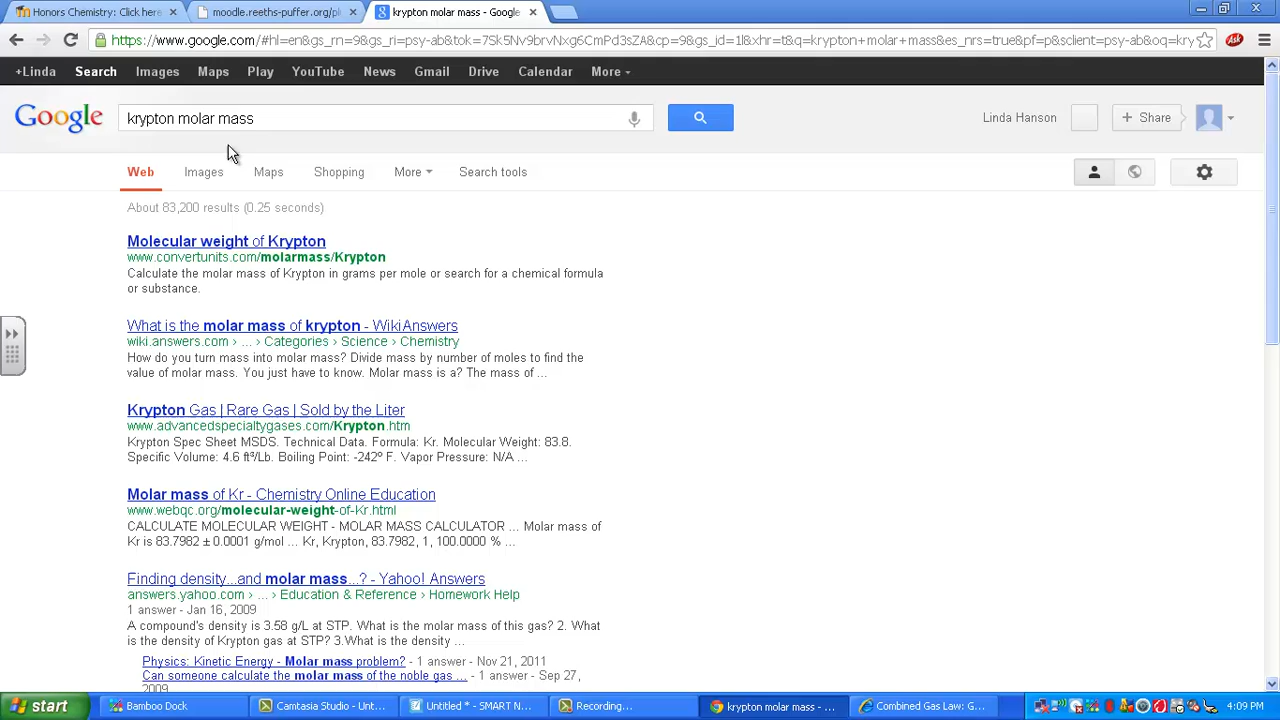 Honors Chemistry: Click here
moodle.reeths-puffer.org/pl
krypton molar mass - Google
https://www.google.com/#hl=en&gs_rn=9&gs_ri=psy-ab&tok=7Sk5Nv9brvNxg6CmPd3sZA&cp=9&gs_id=1l&xhr=t&q=krypton+molar+mass&es_nrs=true&pf=p&sclient=psy-ab&oq=kry
Ask
+Linda Search Images Maps Play YouTube News Gmail Drive Calendar More
Google krypton molar mass Linda Hanson + Share
Web Images Maps Shopping More Search tools
About 83,200 results (0.25 seconds)
Molecular weight of Krypton
www.convertunits.com/molarmass/Krypton
Calculate the molar mass of Krypton in grams per mole or search for a chemical formula
or substance.
What is the molar mass of krypton - WikiAnswers
wiki.answers.com › ... › Categories › Science › Chemistry
How do you turn mass into molar mass? Divide mass by number of moles to find the
value of molar mass. You just have to know. Molar mass is a? The mass of ...
Krypton Gas | Rare Gas | Sold by the Liter
www.advancedspecialtygases.com/Krypton.htm
Krypton Spec Sheet MSDS. Technical Data. Formula: Kr. Molecular Weight: 83.8.
Specific Volume: 4.6 ft³/Lb. Boiling Point: -242º F. Vapor Pressure: N/A ...
Molar mass of Kr - Chemistry Online Education
www.webqc.org/molecular-weight-of-Kr.html
CALCULATE MOLECULAR WEIGHT - MOLAR MASS CALCULATOR ... Molar mass of
Kr is 83.7982 ± 0.0001 g/mol ... Kr, Krypton, 83.7982, 1, 100.0000 % ...
Finding density...and molar mass...? - Yahoo! Answers
answers.yahoo.com › ... › Education & Reference › Homework Help
1 answer - Jan 16, 2009
A compound's density is 3.58 g/L at STP. What is the molar mass of this gas? 2. What
is the density of Krypton gas at STP? 3.What is the density ...
Physics: Kinetic Energy - Molar mass problem? - 1 answer - Nov 21, 2011
Can someone calculate the molar mass of the noble gas ... - 1 answer - Sep 27,
2009
start Bamboo Dock Camtasia Studio - Unt... Untitled * - SMART N... Recording... krypton molar mass - ... Combined Gas Law: G... 4:09 PM